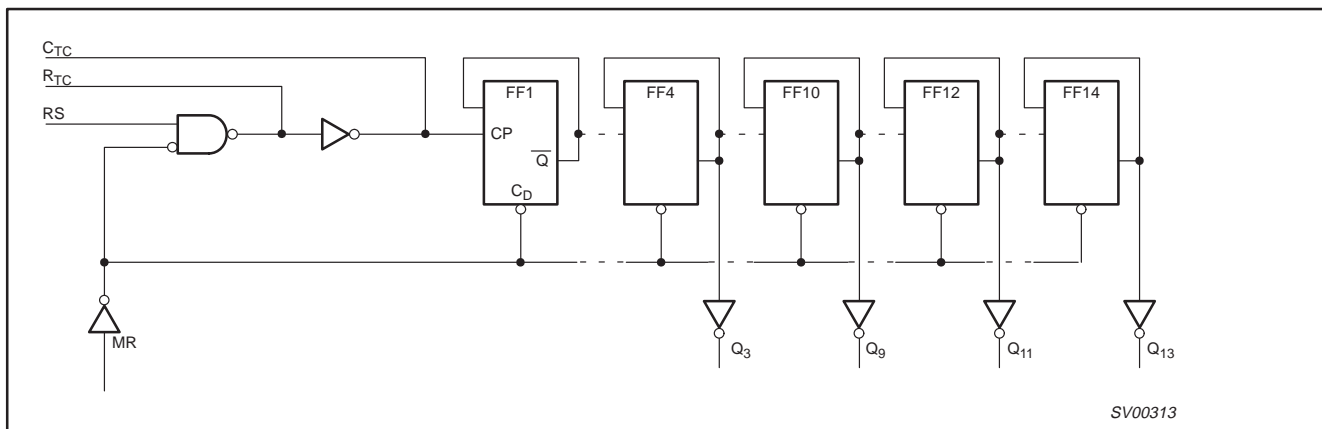 C_TC
R_TC
RS
FF1 FF4 FF10 FF12 FF14
CP
Q̅
C_D
MR Q_3 Q_9 Q_11 Q_13
SV00313